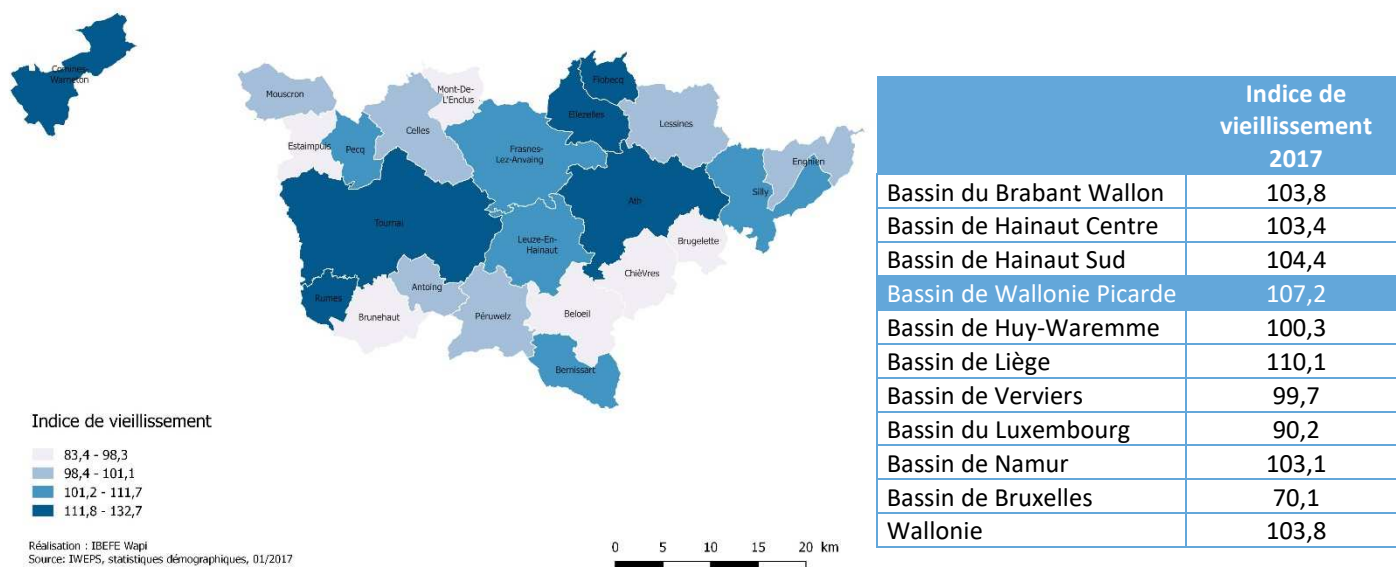 Comines-
Warneton
Mouscron
Mont-De-
L'Enclus
Flobecq
Ellezelles
Lessines
Celles
Estaimpuis
Pecq
Frasnes-
Lez-Anvaing
Enghien
Silly
Ath
Tournai
Leuze-En-
Hainaut
Brugelette
ChièVres
Antoing
Rumes
Brunehaut
Péruwelz
Beloeil
Bernissart
Indice de vieillissement
83,4 - 98,3
98,4 - 101,1
101,2 - 111,7
111,8 - 132,7
Réalisation : IBEFE Wapi
Source: IWEPS, statistiques démographiques, 01/2017
0 5 10 15 20 km
Indice de
vieillissement
2017
Bassin du Brabant Wallon 103,8
Bassin de Hainaut Centre 103,4
Bassin de Hainaut Sud 104,4
Bassin de Wallonie Picarde 107,2
Bassin de Huy-Waremme 100,3
Bassin de Liège 110,1
Bassin de Verviers 99,7
Bassin du Luxembourg 90,2
Bassin de Namur 103,1
Bassin de Bruxelles 70,1
Wallonie 103,8